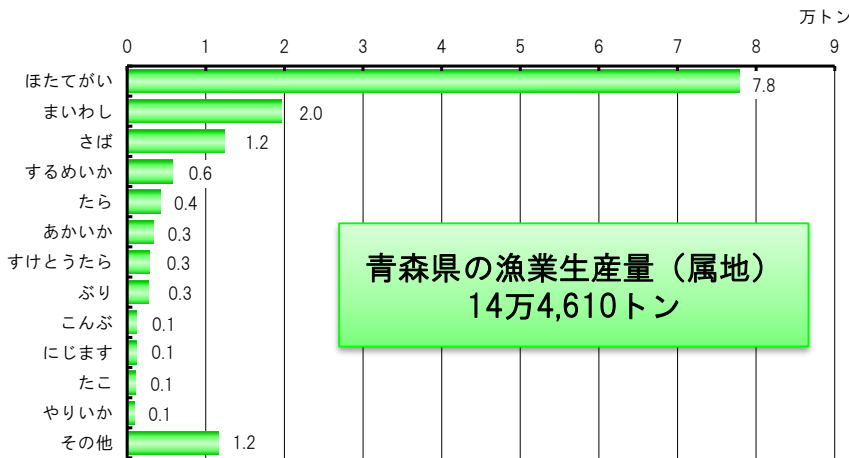 万トン
0 1 2 3 4 5 6 7 8 9
ほたてがい 7.8
まいわし 2.0
さば 1.2
するめいか 0.6
たら 0.4
あかいか 0.3
すけとうたら 0.3
ぶり 0.3
こんぶ 0.1
にじます 0.1
たこ 0.1
やりいか 0.1
その他 1.2
青森県の漁業生産量（属地）
14万4,610トン